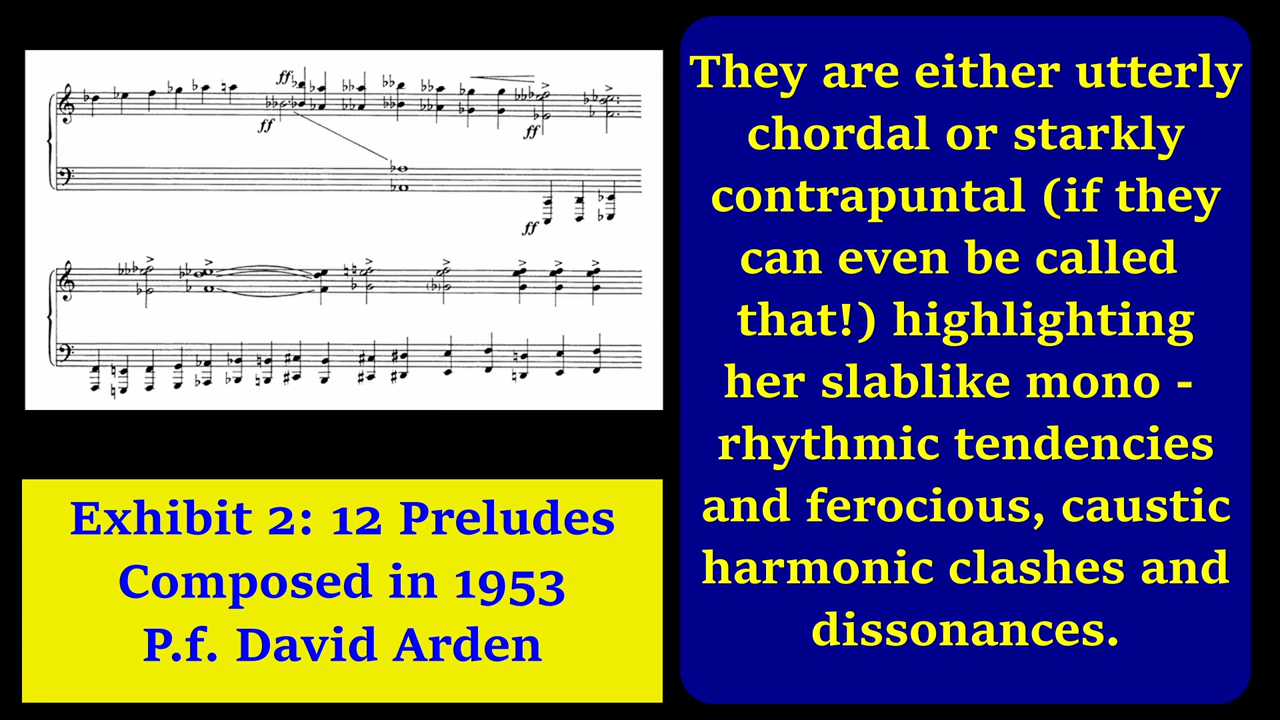 ff
ff
ff
ff
They are either utterly
chordal or starkly
contrapuntal (if they
can even be called
that!) highlighting
her slablike mono -
rhythmic tendencies
and ferocious, caustic
harmonic clashes and
dissonances.
Exhibit 2: 12 Preludes
Composed in 1953
P.f. David Arden